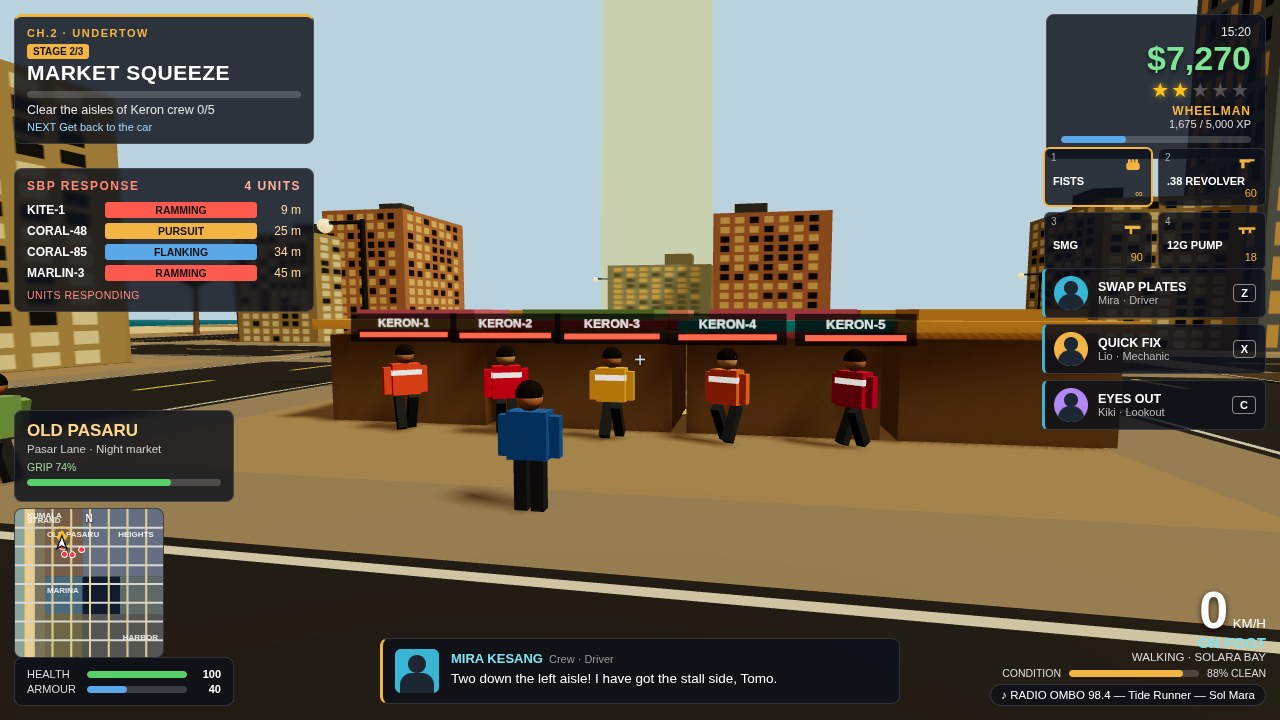 CH.2 · UNDERTOW
STAGE 2/3
MARKET SQUEEZE
Clear the aisles of Keron crew 0/5
NEXT Get back to the car
SBP RESPONSE 4 UNITS
KITE-1 RAMMING 9 m
CORAL-48 PURSUIT 25 m
CORAL-85 FLANKING 34 m
MARLIN-3 RAMMING 45 m
UNITS RESPONDING
OLD PASARU
Pasar Lane · Night market
GRIP 74%
KUMALA
STRAND
N
OLD PASARU
HEIGHTS
MARINA
HARBOR
HEALTH 100
ARMOUR 40
KERON-1
KERON-2
KERON-3
KERON-4
KERON-5
MIRA KESANG Crew · Driver
Two down the left aisle! I have got the stall side, Tomo.
15:20
$7,270
WHEELMAN
1,675 / 5,000 XP
1 FISTS ∞
2 .38 REVOLVER 60
3 SMG 90
4 12G PUMP 18
SWAP PLATES
Mira · Driver
Z
QUICK FIX
Lio · Mechanic
X
EYES OUT
Kiki · Lookout
C
0 KM/H
ON FOOT
WALKING · SOLARA BAY
CONDITION 88% CLEAN
♪ RADIO OMBO 98.4 — Tide Runner — Sol Mara